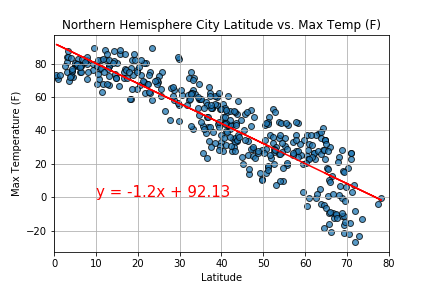 Northern Hemisphere City Latitude vs. Max Temp (F)
Max Temperature (F)
80
60
40
20
0
−20
y = -1.2x + 92.13
0 10 20 30 40 50 60 70 80
Latitude